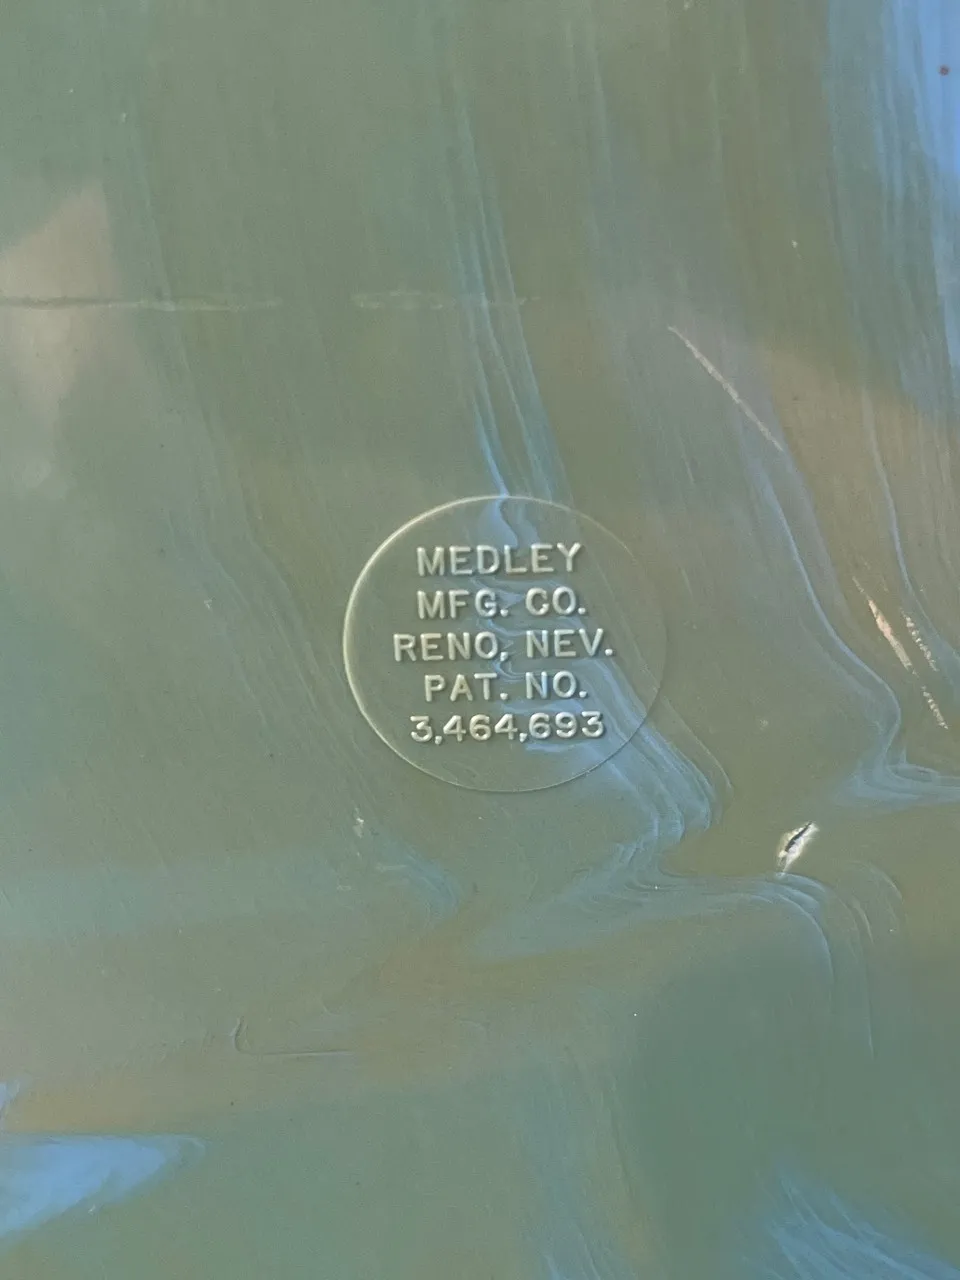 MEDLEY
MFG. CO.
RENO, NEV.
PAT. NO.
3,464,693